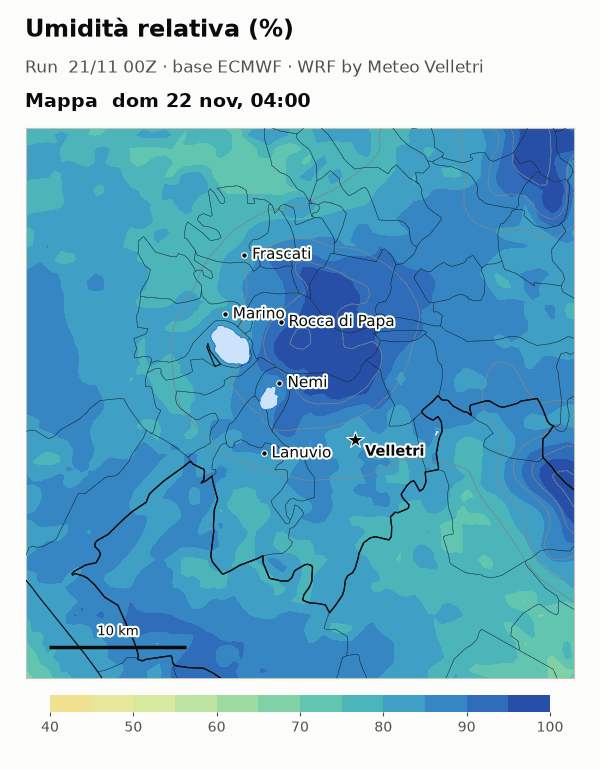 Umidità relativa (%)
Run  21/11 00Z · base ECMWF · WRF by Meteo Velletri
Mappa  dom 22 nov, 04:00
Frascati
Marino
Rocca di Papa
Nemi
Velletri
Lanuvio
10 km
40 50 60 70 80 90 100